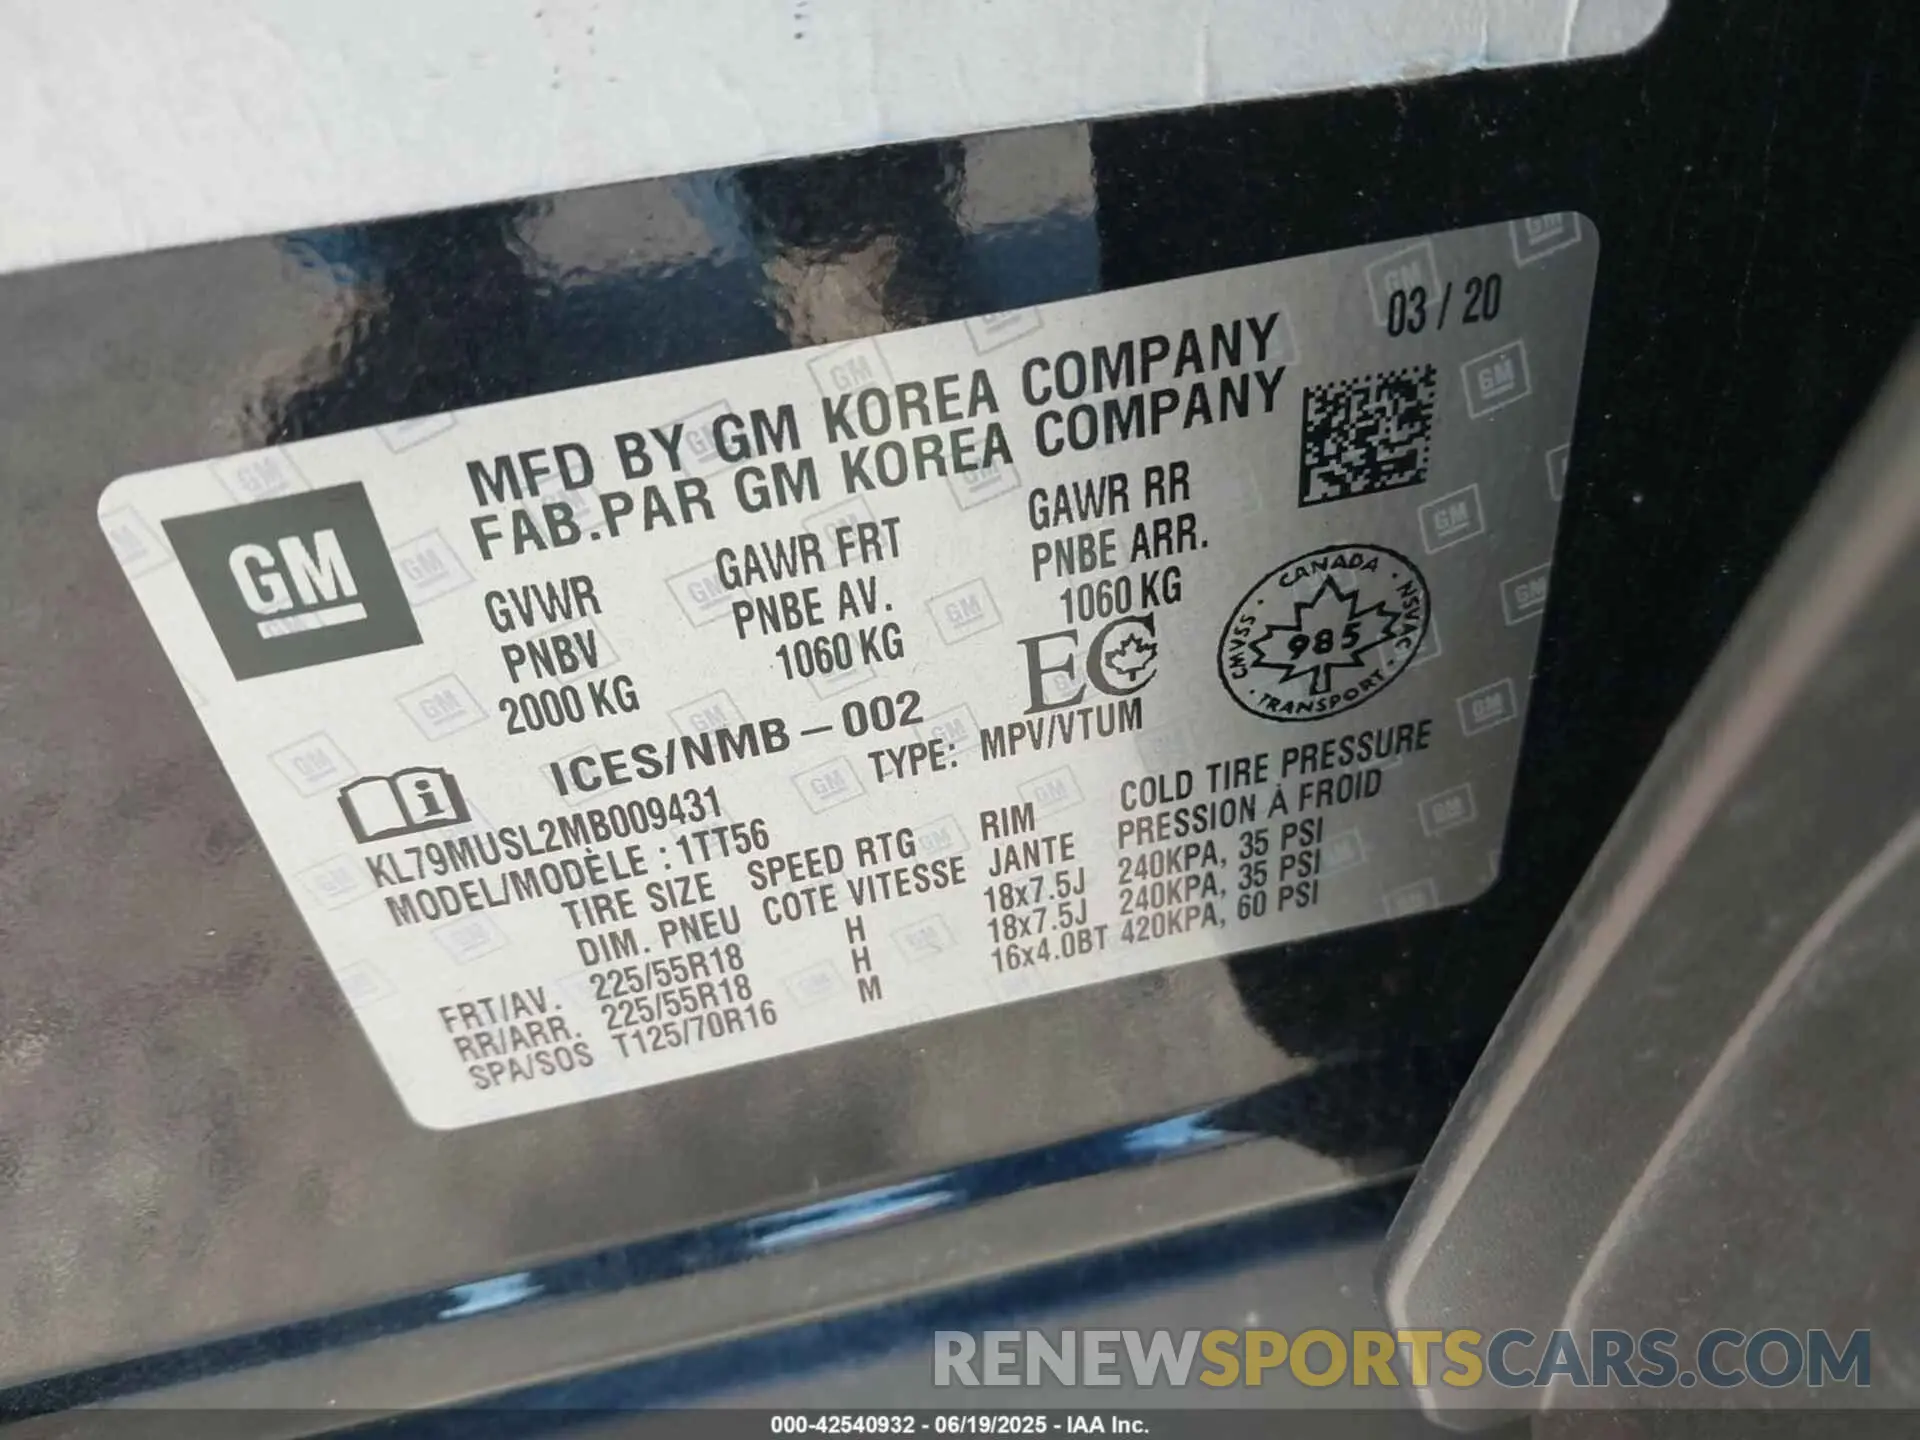 MFD BY GM KOREA COMPANY 03 / 20
FAB.PAR GM KOREA COMPANY
GM
GVWR GAWR FRT GAWR RR
PNBV PNBE AV. PNBE ARR.
2000 KG 1060 KG 1060 KG
ICES/NMB-002 EC
CANADA · NSVAC · TRANSPORT · CMVSS ·
985
KL79MUSL2MB009431 TYPE: MPV/VTUM
MODEL/MODÈLE : 1TT56
TIRE SIZE SPEED RTG RIM COLD TIRE PRESSURE
DIM. PNEU COTE VITESSE JANTE PRESSION À FROID
FRT/AV. 225/55R18 H 18x7.5J 240KPA, 35 PSI
RR/ARR. 225/55R18 H 18x7.5J 240KPA, 35 PSI
SPA/SOS T125/70R16 M 16x4.0BT 420KPA, 60 PSI
RENEWSPORTSCARS.COM
000-42540932 - 06/19/2025 - IAA Inc.